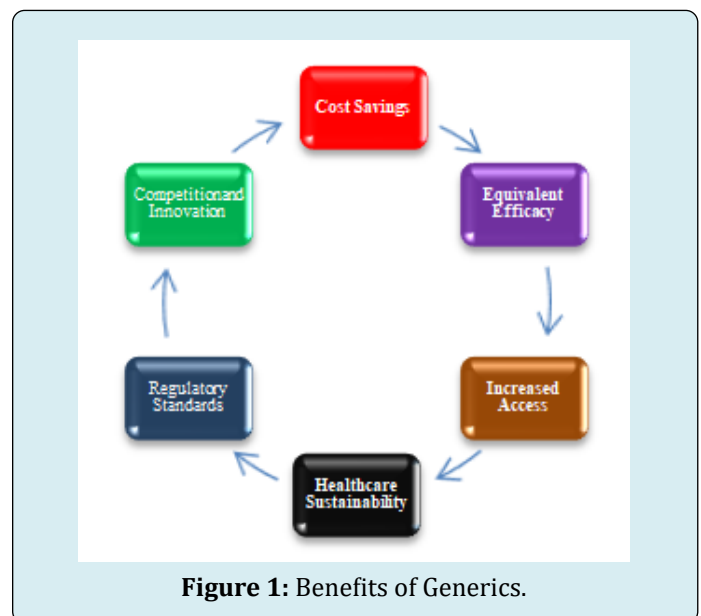 Cost Savings
Equivalent
Efficacy
Increased
Access
Healthcare
Sustainability
Regulatory
Standards
Competitionand
Innovation
Figure 1: Benefits of Generics.